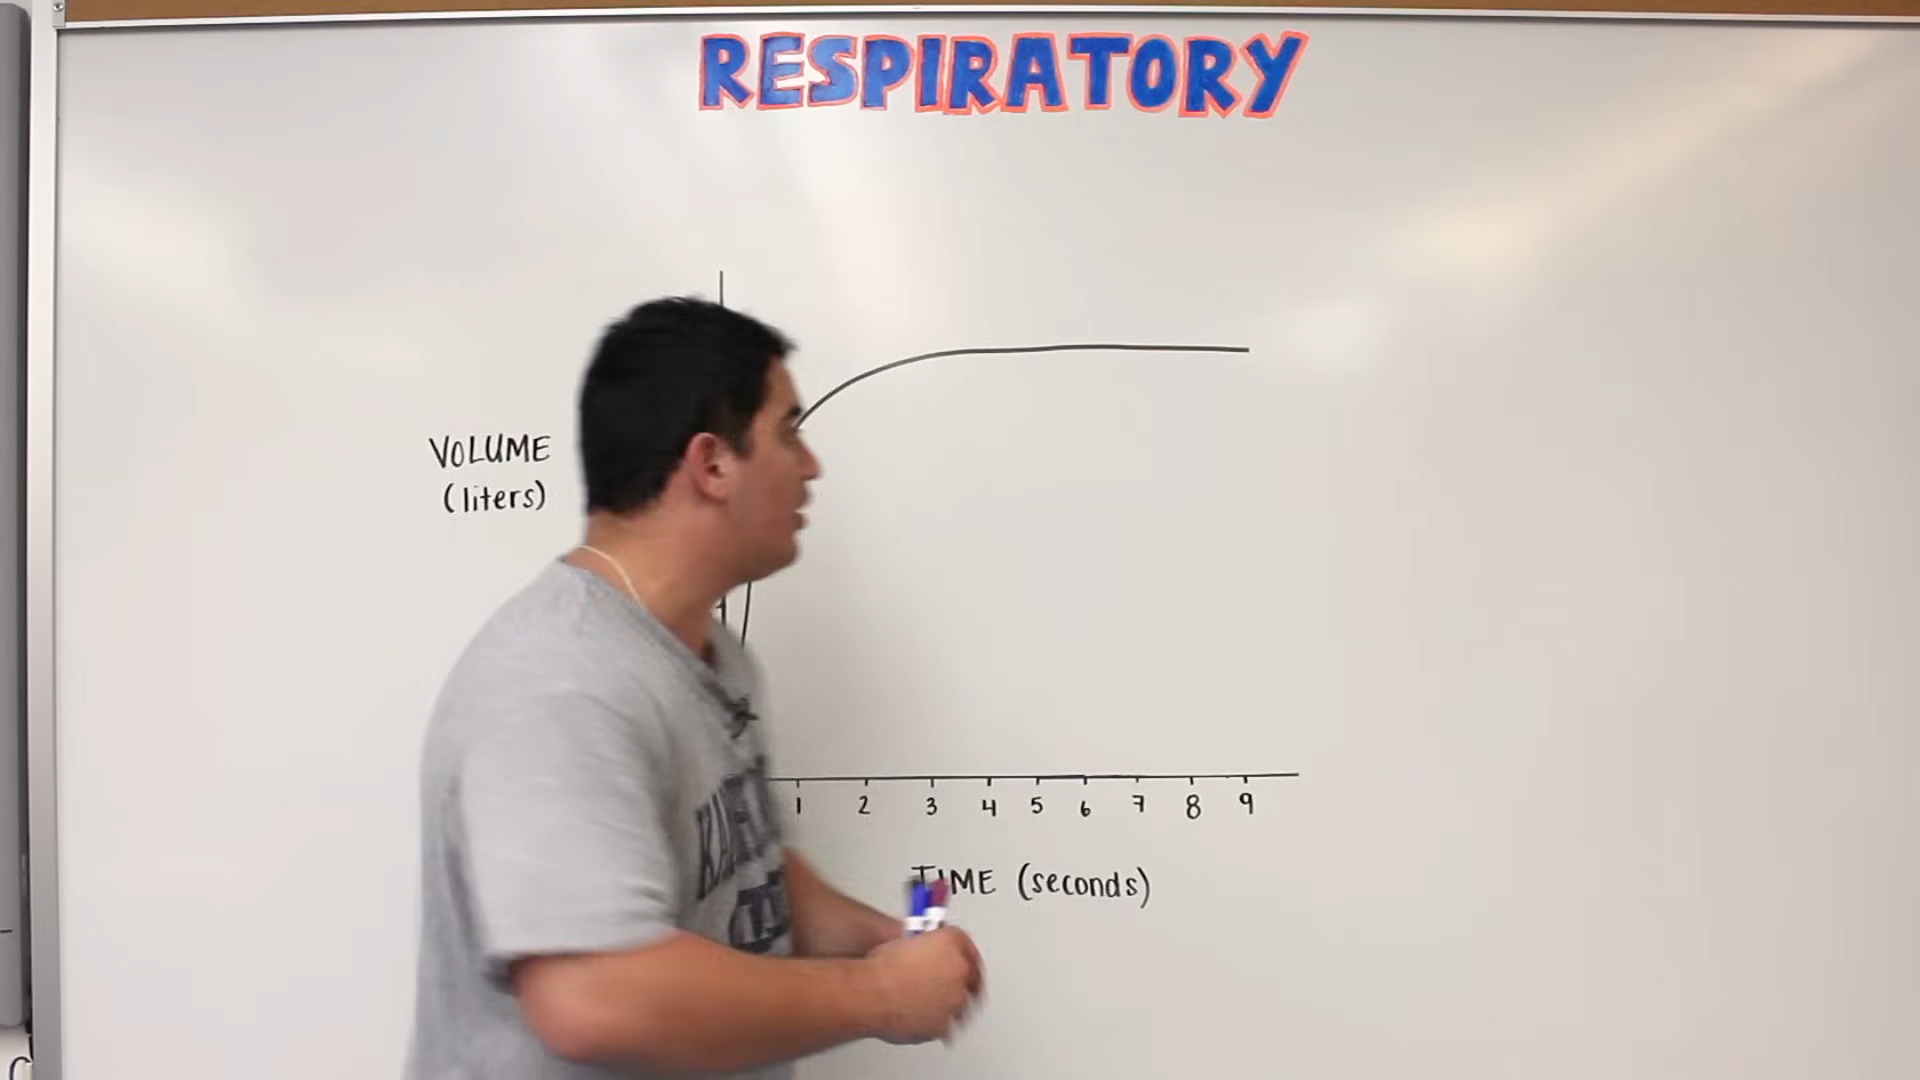 RESPIRATORY
VOLUME
(liters)
1 2 3 4 5 6 7 8 9
TIME (seconds)